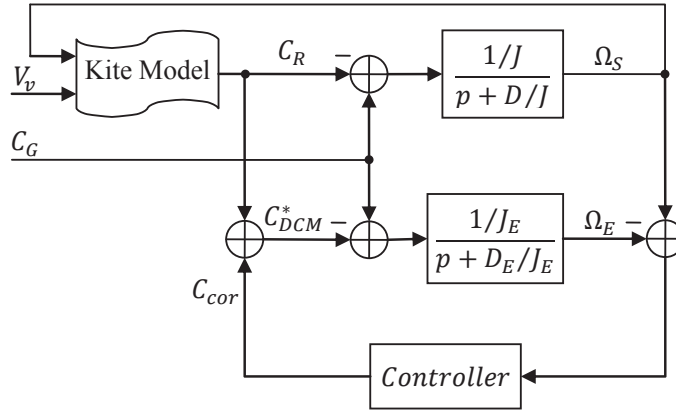 V_v
Kite Model
C_R
−
1/J
p + D/J
Ω_S
C_G
C*_DCM
−
1/J_E
p + D_E/J_E
Ω_E
−
C_cor
Controller